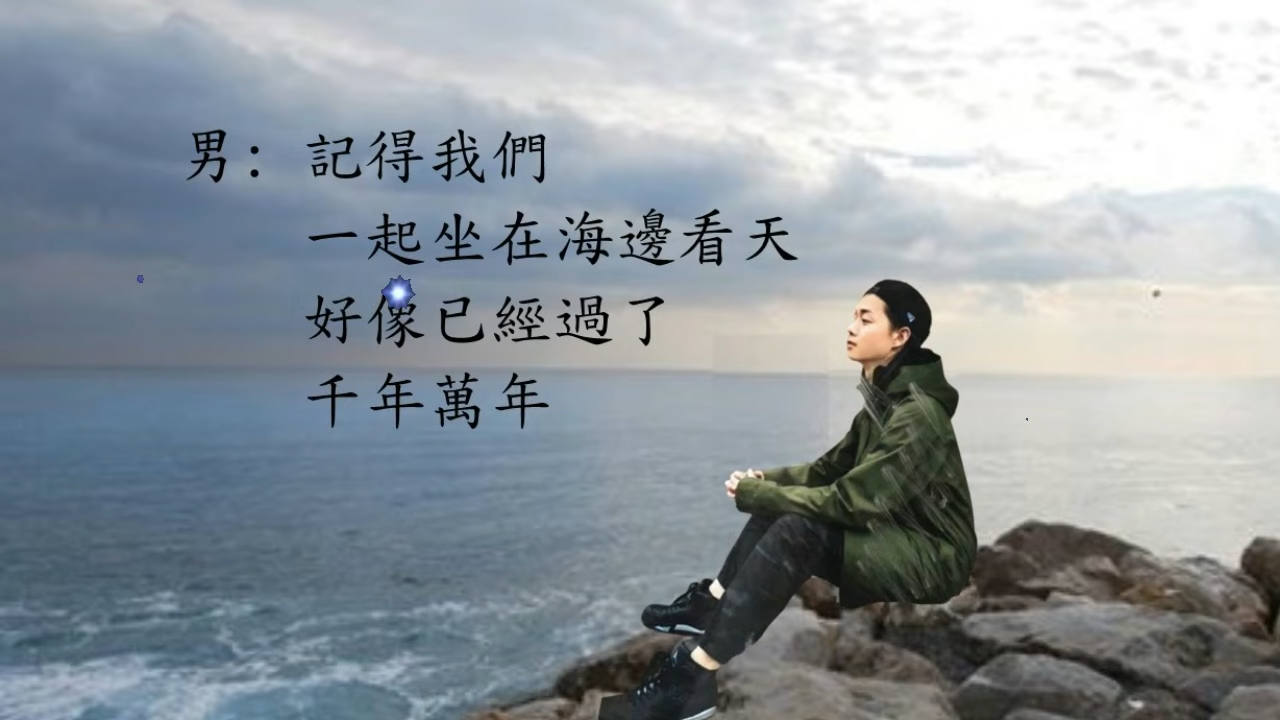 男：記得我們
一起坐在海邊看天
好像已經過了
千年萬年